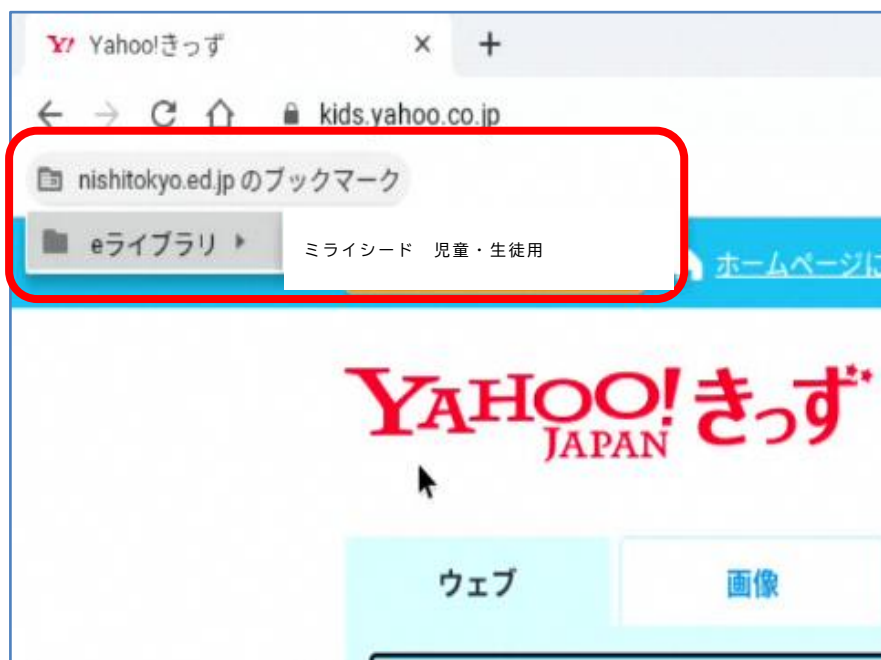 Yahoo!きっず
kids.yahoo.co.jp
nishitokyo.ed.jp のブックマーク
eライブラリ
ミライシード 児童・生徒用
ホームページに
YAHOO!きっず
JAPAN
ウェブ
画像